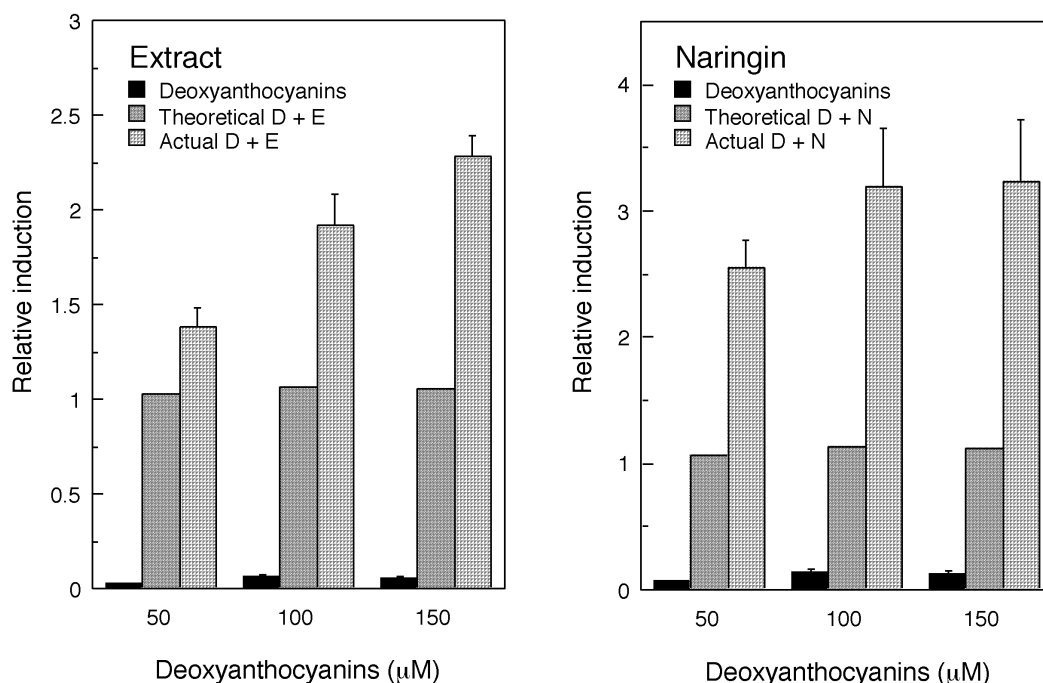 Extract
Deoxyanthocyanins
Theoretical D + E
Actual D + E
3
2.5
2
1.5
1
0.5
0
Relative induction
50 100 150
Deoxyanthocyanins (μM)
Naringin
Deoxyanthocyanins
Theoretical D + N
Actual D + N
4
3
2
1
0
Relative induction
50 100 150
Deoxyanthocyanins (μM)